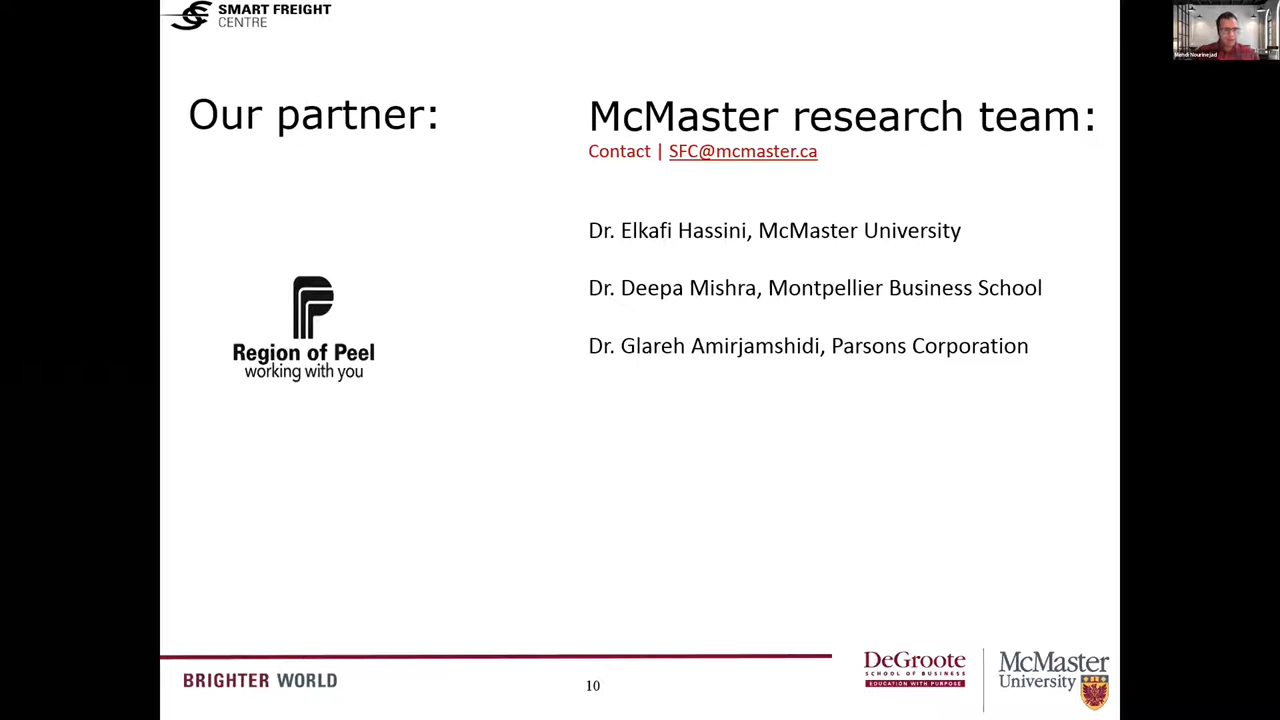 SMART FREIGHT
CENTRE
Mehdi Nourinejad
Our partner:
McMaster research team:
Contact | SFC@mcmaster.ca
Dr. Elkafi Hassini, McMaster University
Dr. Deepa Mishra, Montpellier Business School
Dr. Glareh Amirjamshidi, Parsons Corporation
Region of Peel
working with you
BRIGHTER WORLD
10
DeGroote
SCHOOL OF BUSINESS
EDUCATION WITH PURPOSE
McMaster
University